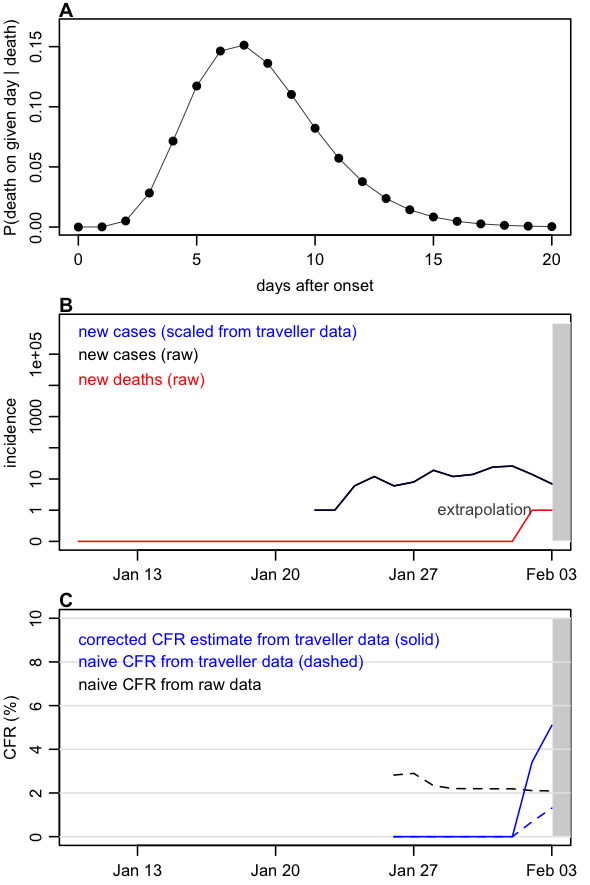 A
P(death on given day | death)
0.15
0.10
0.05
0.00
0 5 10 15 20
days after onset
B
new cases (scaled from traveller data)
new cases (raw)
new deaths (raw)
incidence
1e+05
1000
10
1
0
extrapolation
Jan 13 Jan 20 Jan 27 Feb 03
C
corrected CFR estimate from traveller data (solid)
naive CFR from traveller data (dashed)
naive CFR from raw data
CFR (%)
10
8
6
4
2
0
Jan 13 Jan 20 Jan 27 Feb 03